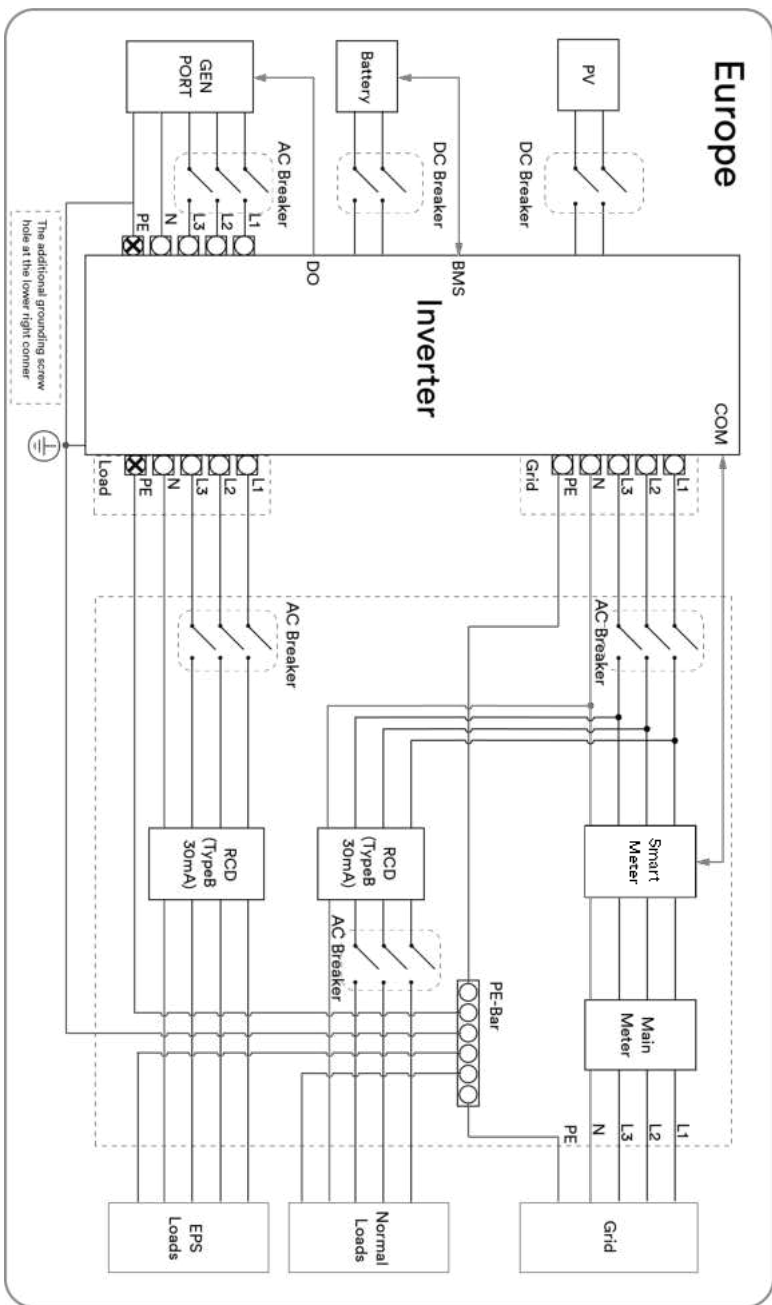 Europe
PV
DC Breaker
Battery
DC Breaker
GEN
PORT
AC Breaker
L1
L2
L3
N
PE
The additional grounding screw
hole at the lower right conner
BMS
DO
Inverter
COM
L1
L2
L3
N
PE
Grid
L1
L2
L3
N
PE
Load
AC Breaker
AC Breaker
Smart
Meter
RCD
(TypeB
30mA)
RCD
(TypeB
30mA)
AC Breaker
PE-Bar
Main
Meter
L1
L2
L3
N
PE
Grid
Normal
Loads
EPS
Loads